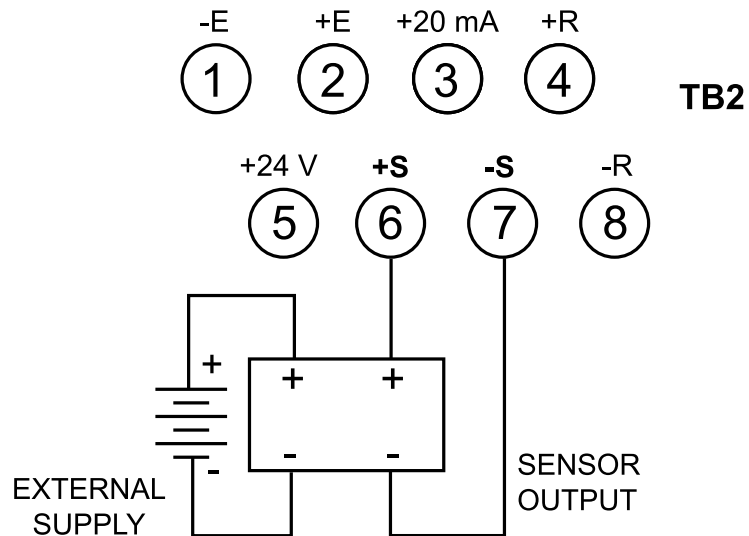 -E +E +20 mA +R
1 2 3 4
TB2
+24 V +S -S -R
5 6 7 8
+
+ +
- -
-
EXTERNAL
SUPPLY
SENSOR
OUTPUT